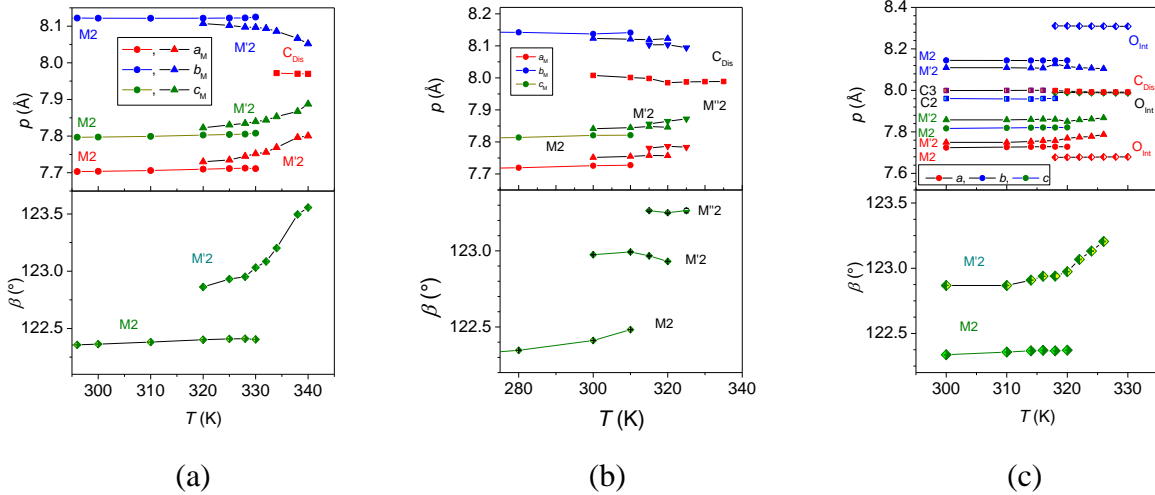 8.1
8.0
7.9
7.8
7.7
p (Å)
M2
M'2
C_Dis
, a_M
, b_M
, c_M
M'2
M2
M2
M'2
123.5
123.0
122.5
β (°)
M'2
M2
300 310 320 330 340
T (K)
(a)
8.2
8.1
8.0
7.9
7.8
7.7
p (Å)
C_Dis
a_M
b_M
c_M
M'2 M''2
M2
M'2
123.0
122.5
β (°)
M''2
M'2
M2
280 290 300 310 320 330 340
T (K)
(b)
8.4
8.2
8.0
7.8
7.6
p (Å)
O_Int
M2
M'2
C_Dis
C3
C2
O_Int
M'2
M2
M'2
M2
O_Int
a, b, c
123.5
123.0
122.5
β (°)
M'2
M2
300 310 320 330
T (K)
(c)